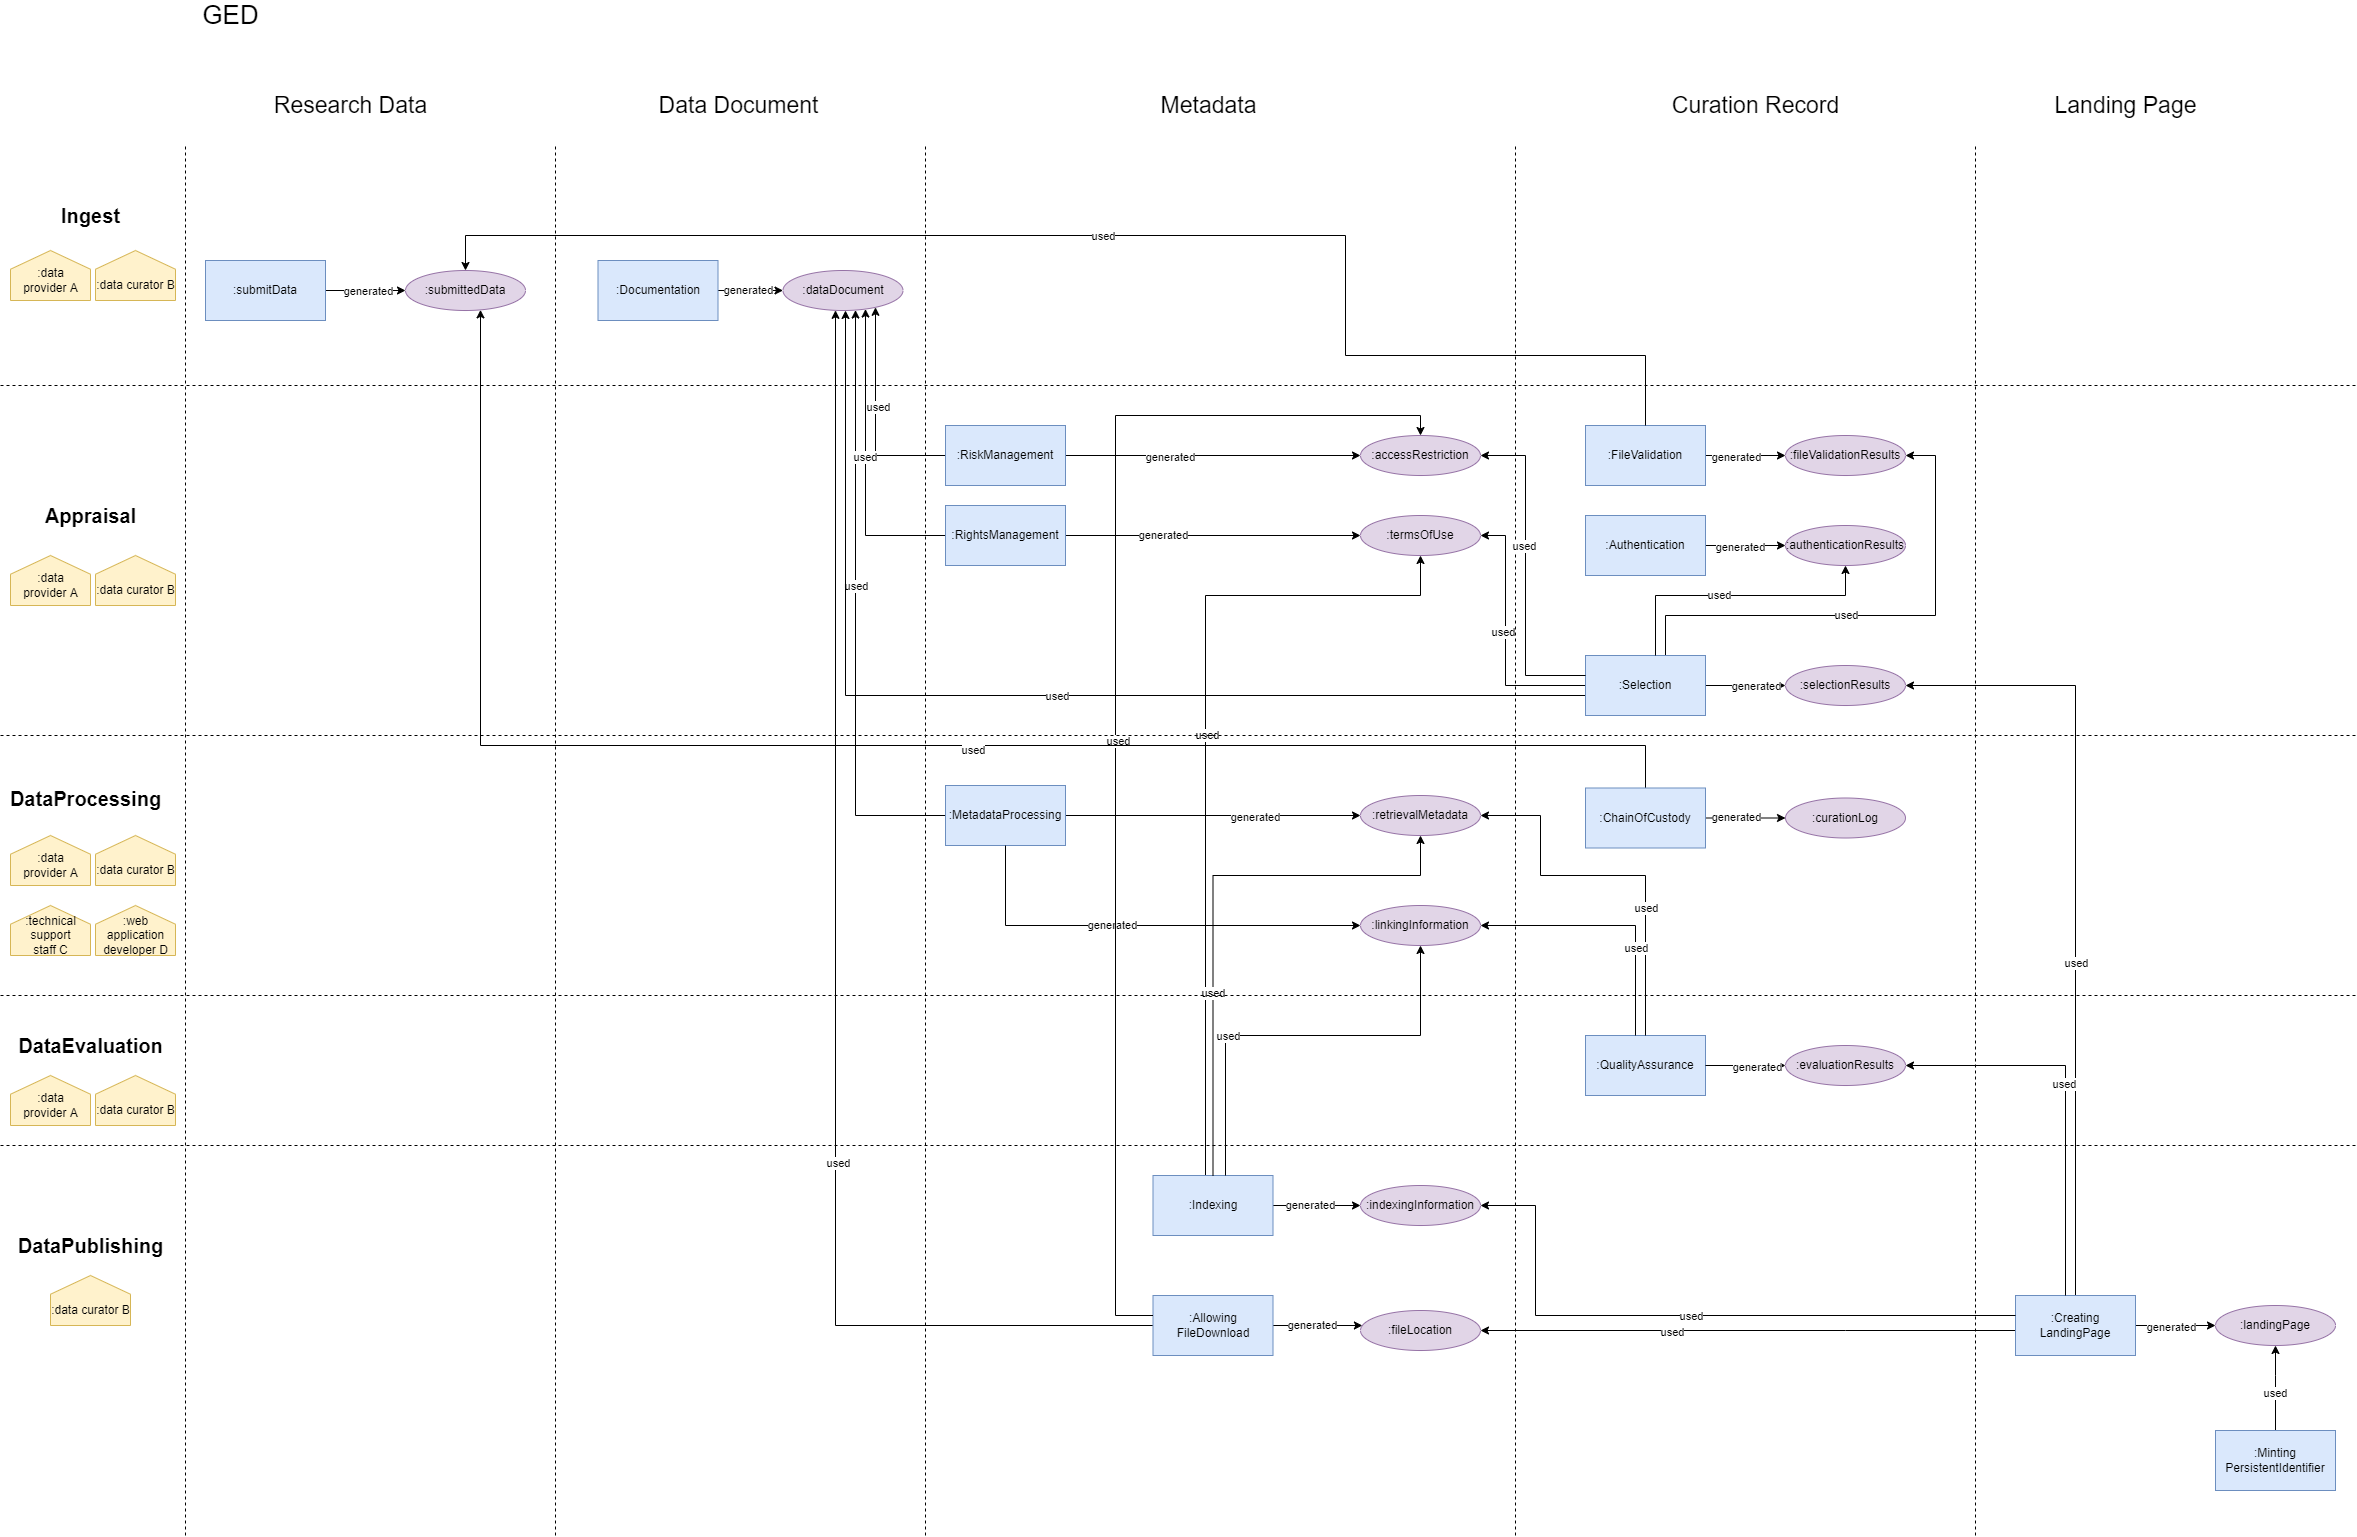 GED
Research Data
Data Document
Metadata
Curation Record
Landing Page
Ingest
:data
provider A
:data curator B
:submitData
generated
:submittedData
:Documentation
generated
:dataDocument
used
Appraisal
:data
provider A
:data curator B
used
used
used
:RiskManagement
generated
:accessRestriction
:RightsManagement
generated
:termsOfUse
used
used
:FileValidation
generated
:fileValidationResults
:Authentication
generated
:authenticationResults
used
used
:Selection
generated
:selectionResults
used
used
used
used
DataProcessing
:data
provider A
:data curator B
:technical
support
staff C
:web
application
developer D
:MetadataProcessing
generated
:retrievalMetadata
generated
:linkingInformation
:ChainOfCustody
generated
:curationLog
used
used
used
used
DataEvaluation
:data
provider A
:data curator B
used
:QualityAssurance
generated
:evaluationResults
used
DataPublishing
:data curator B
used
:Indexing
generated
:indexingInformation
:Allowing
FileDownload
generated
:fileLocation
used
used
:Creating
LandingPage
generated
:landingPage
used
:Minting
PersistentIdentifier